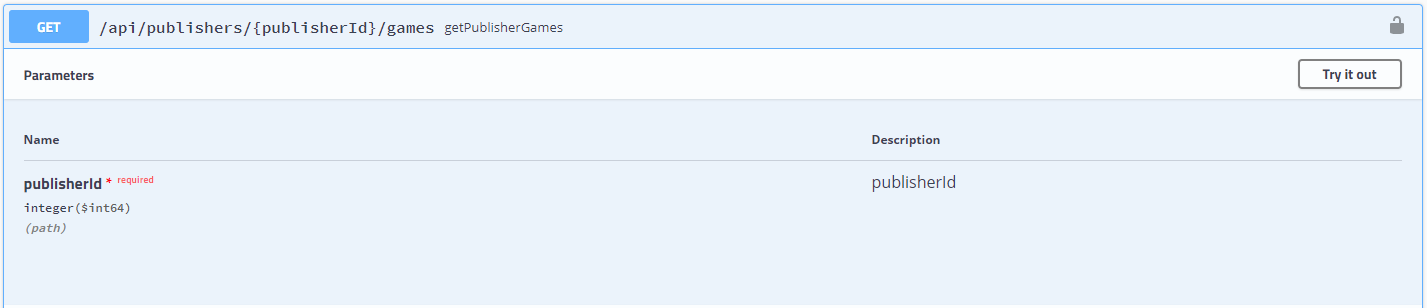 GET /api/publishers/{publisherId}/games getPublisherGames
Parameters Try it out
Name Description
publisherId * required publisherId
integer($int64)
(path)